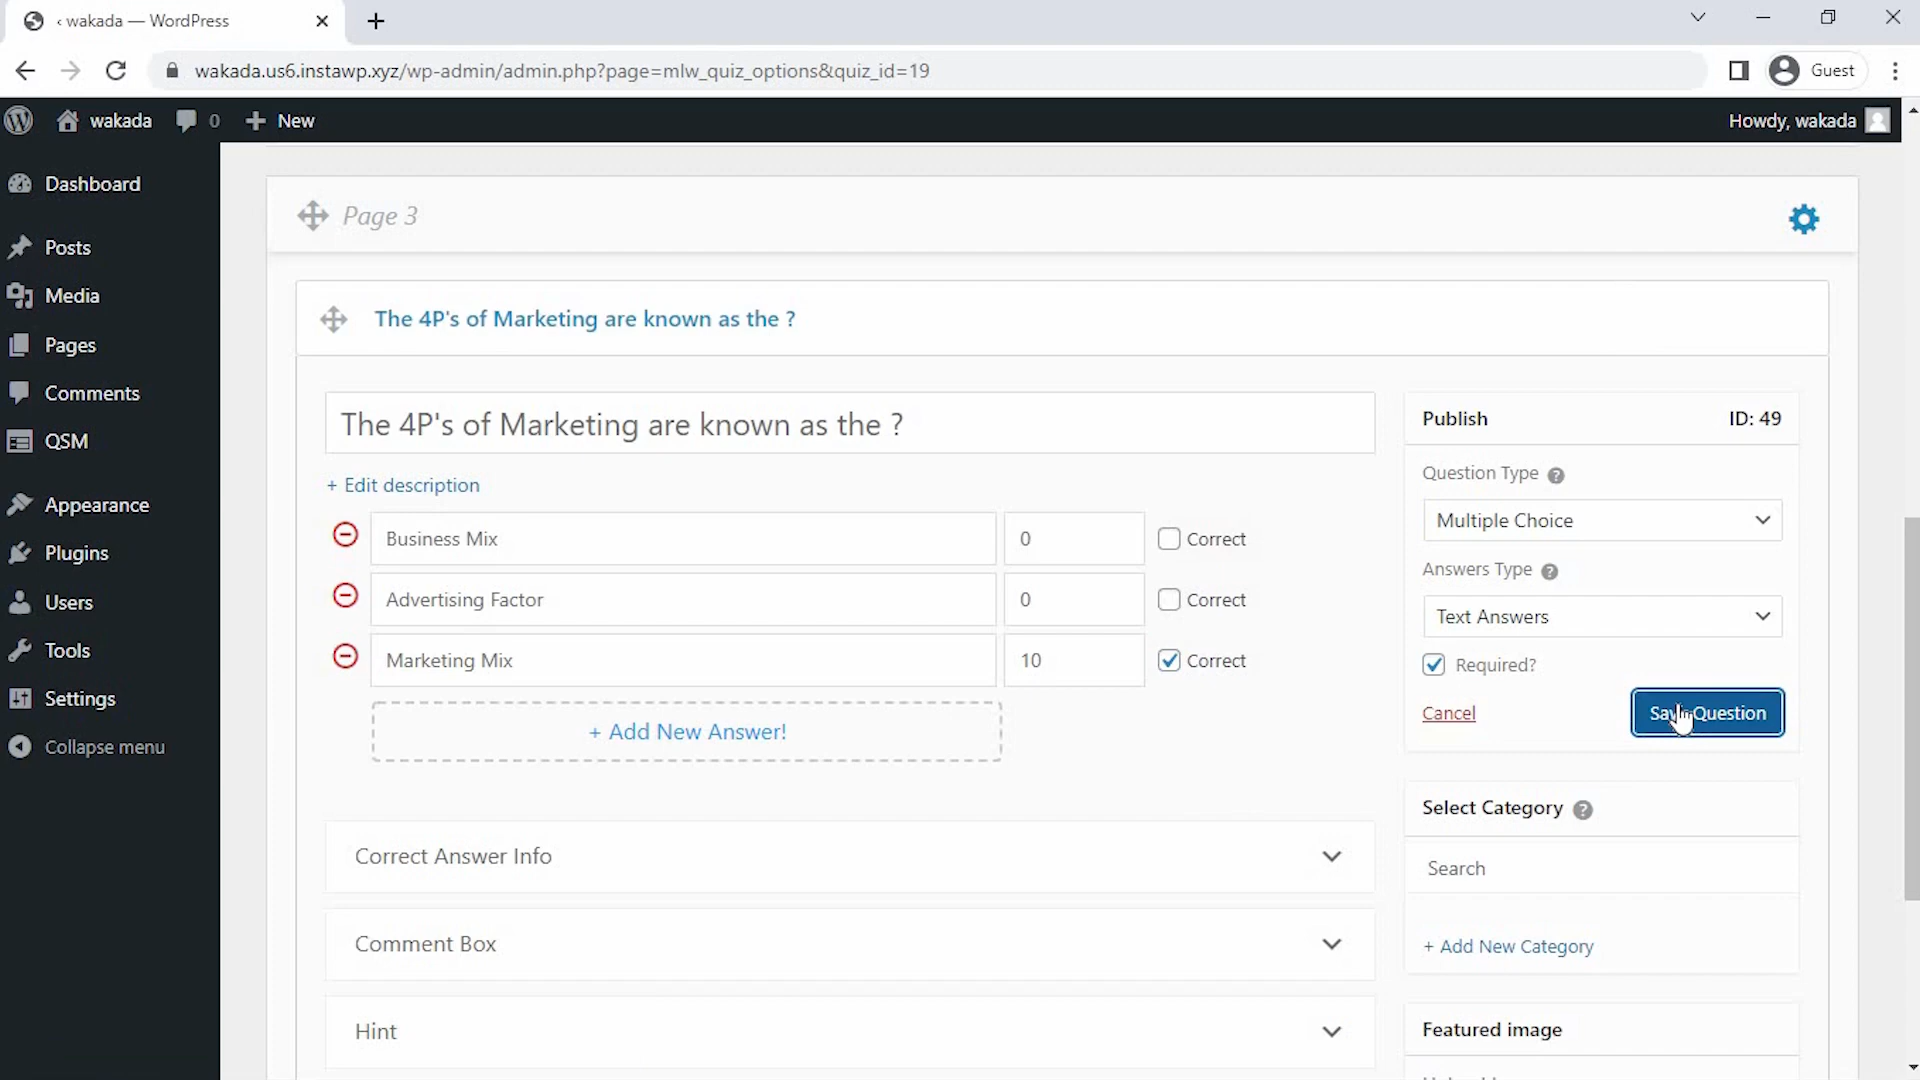 ‹ wakada — WordPress
wakada.us6.instawp.xyz/wp-admin/admin.php?page=mlw_quiz_options&quiz_id=19
Guest
wakada
0
New
Howdy, wakada
Dashboard
Posts
Media
Pages
Comments
QSM
Appearance
Plugins
Users
Tools
Settings
Collapse menu
Page 3
The 4P's of Marketing are known as the ?
The 4P's of Marketing are known as the ?
+ Edit description
Business Mix 0 Correct
Advertising Factor 0 Correct
Marketing Mix 10 Correct
+ Add New Answer!
Correct Answer Info
Comment Box
Hint
Publish ID: 49
Question Type ?
Multiple Choice
Answers Type ?
Text Answers
Required?
Cancel Save Question
Select Category ?
Search
+ Add New Category
Featured image